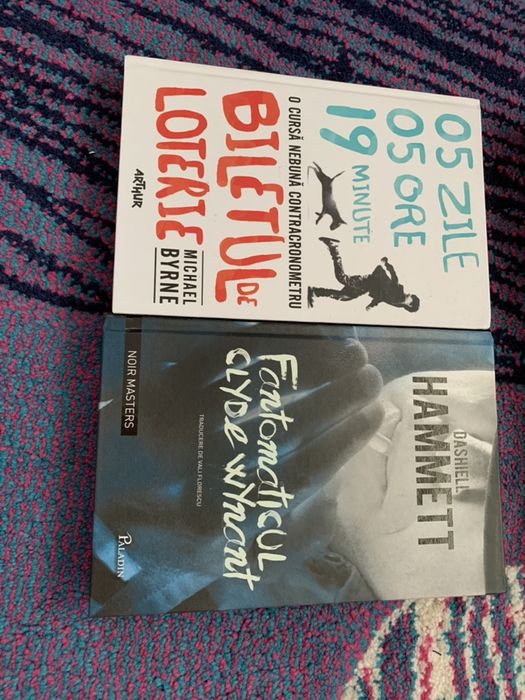 05 ZILE
05 ORE
19 MINUTE
O CURSĂ NEBUNĂ CONTRACRONOMETRU
BILETUL DE
LOTERIE
MICHAEL
BYRNE
ARTHUR
DASHIELL
HAMMETT
Fantomaticul
CLYDE Wynant
TRADUCERE DE VALI FLORESCU
NOIR MASTERS
PALADIN